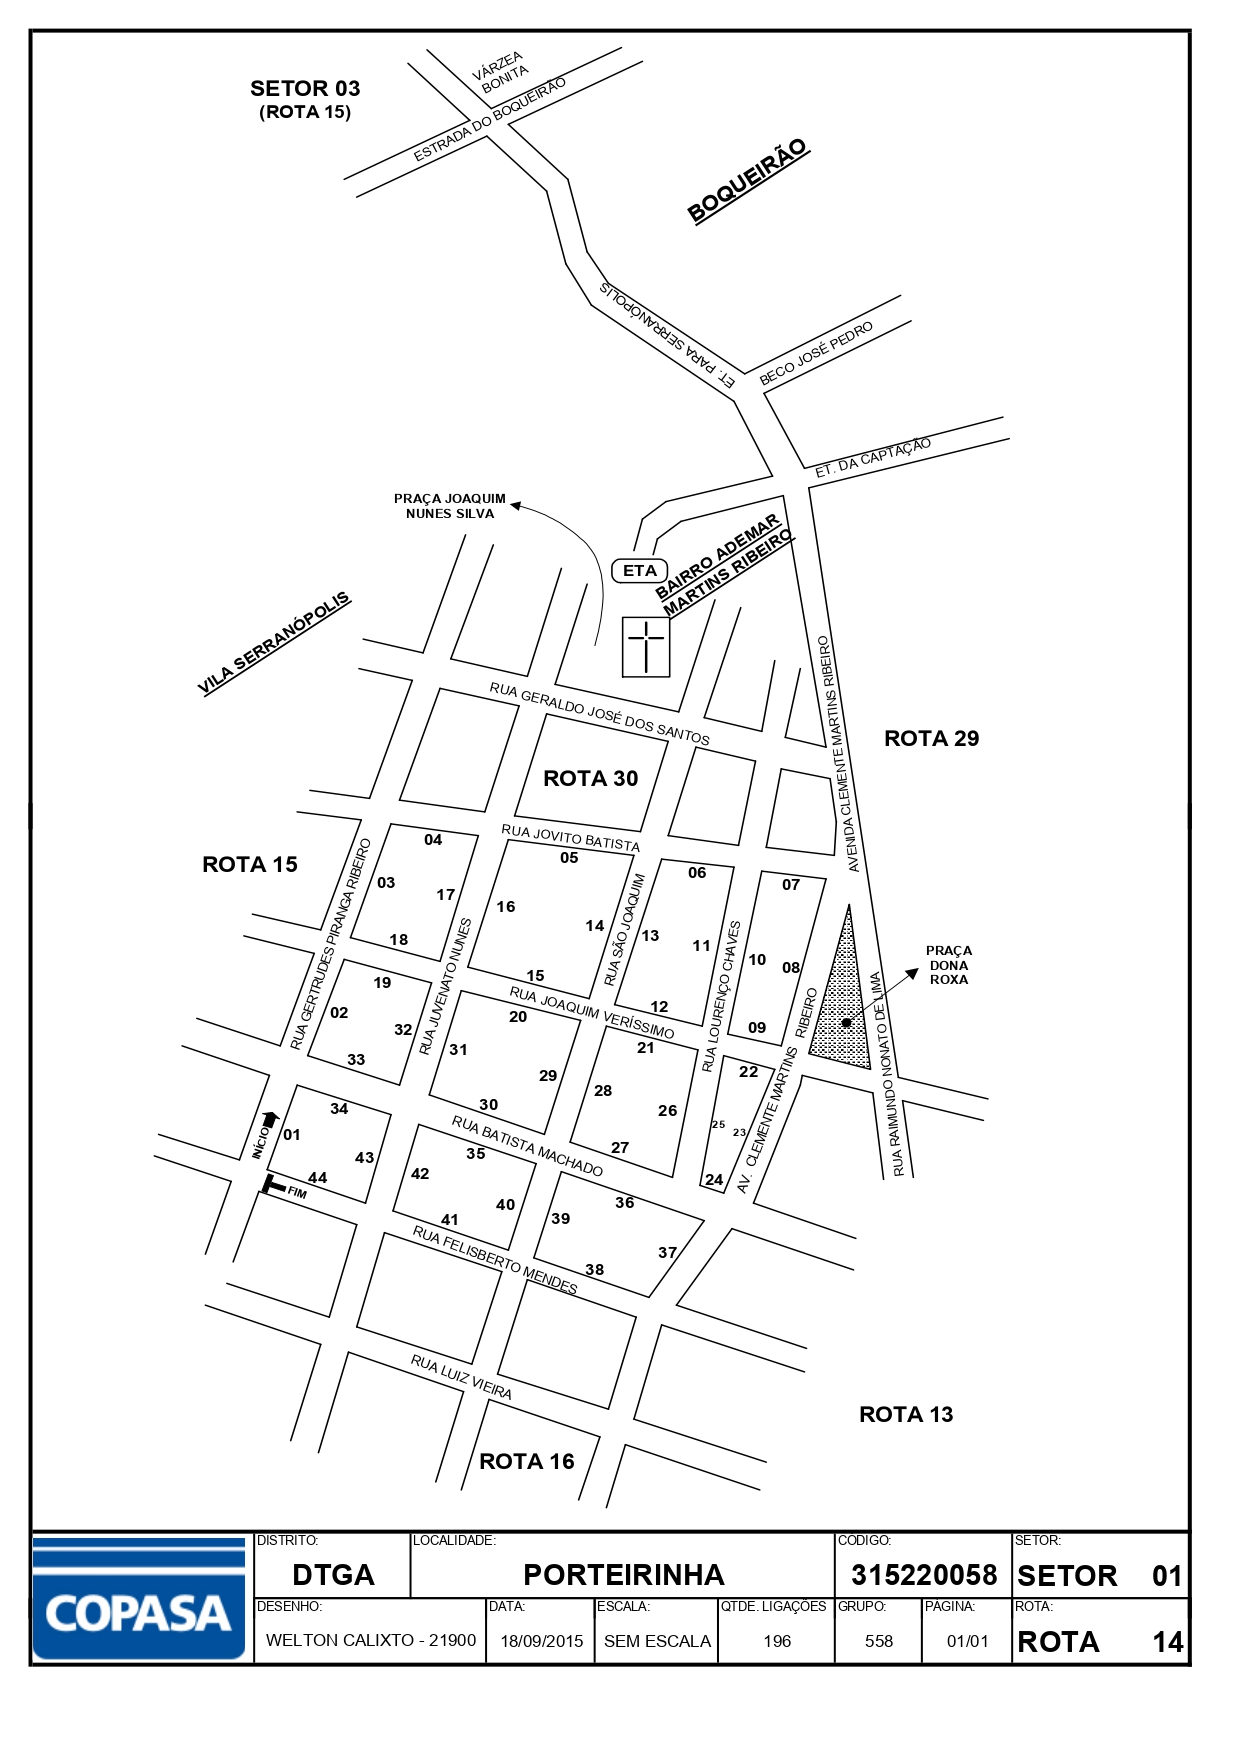 SETOR 03
(ROTA 15)
VÁRZEA
BONITA
ESTRADA DO BOQUEIRÃO
BOQUEIRÃO
ET. PARA SERRANÓPOLIS
BECO JOSÉ PEDRO
ET. DA CAPTAÇÃO
PRAÇA JOAQUIM
NUNES SILVA
BAIRRO ADEMAR
MARTINS RIBEIRO
ETA
VILA SERRANÓPOLIS
RUA GERALDO JOSÉ DOS SANTOS
AVENIDA CLEMENTE MARTINS RIBEIRO
ROTA 29
ROTA 30
RUA JOVITO BATISTA
ROTA 15
04
05
06
07
03
17
16
14
13
11
10
08
18
15
12
09
RUA GERTRUDES PIRANGA RIBEIRO
RUA JUVENATO NUNES
RUA SÃO JOAQUIM
RUA LOURENÇO CHAVES
PRAÇA
DONA
ROXA
RUA JOAQUIM VERÍSSIMO
19
20
21
22
02
32
31
29
28
26
25
23
33
30
27
24
AV. CLEMENTE MARTINS RIBEIRO
RUA RAIMUNDO NONATO DE LIMA
RUA BATISTA MACHADO
INÍCIO
01
34
43
44
FIM
35
42
40
41
36
39
37
38
RUA FELISBERTO MENDES
RUA LUIZ VIEIRA
ROTA 13
ROTA 16
COPASA
DISTRITO:
DTGA
LOCALIDADE:
PORTEIRINHA
CODIGO:
315220058
SETOR:
SETOR 01
DESENHO:
WELTON CALIXTO - 21900
DATA:
18/09/2015
ESCALA:
SEM ESCALA
QTDE. LIGAÇÕES
196
GRUPO:
558
PÁGINA:
01/01
ROTA:
ROTA 14